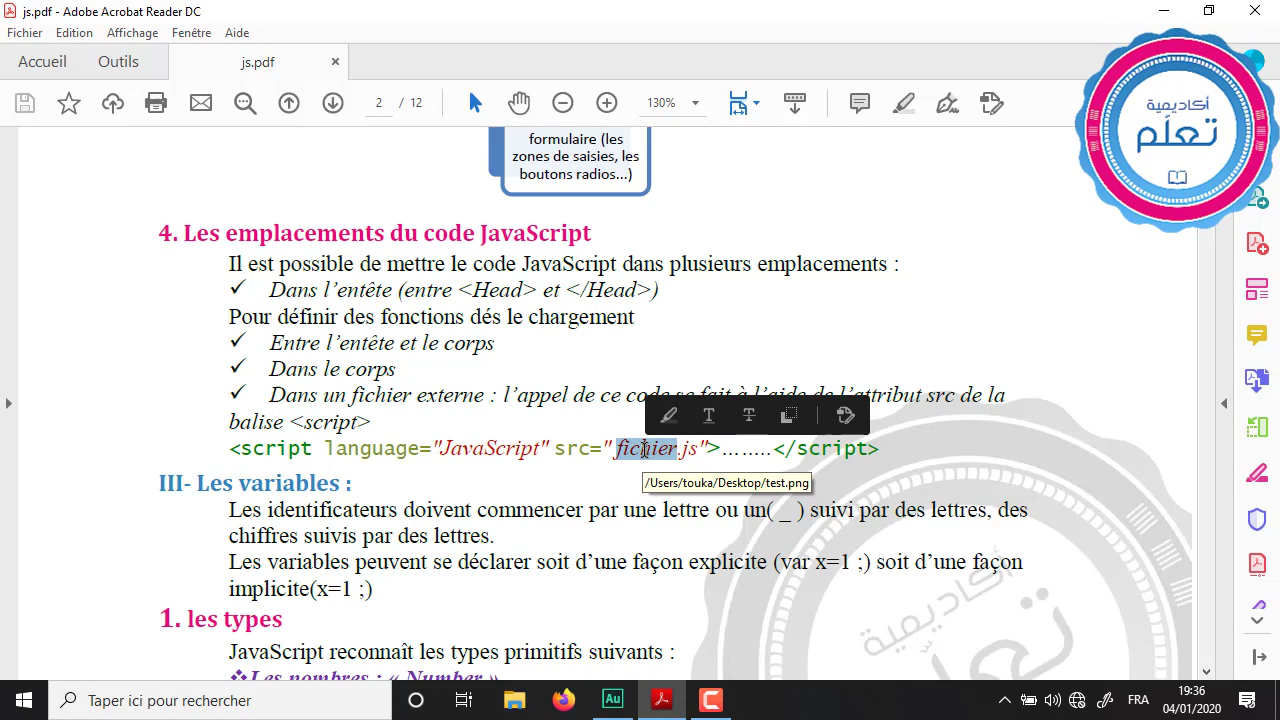 js.pdf - Adobe Acrobat Reader DC
Fichier Edition Affichage Fenêtre Aide
Accueil Outils js.pdf
2 / 12 130%
أكاديمية
تعلّم
formulaire (les
zones de saisies, les
boutons radios...)
4. Les emplacements du code JavaScript
Il est possible de mettre le code JavaScript dans plusieurs emplacements :
✓ Dans l’entête (entre <Head> et </Head>)
Pour définir des fonctions dés le chargement
✓ Entre l’entête et le corps
✓ Dans le corps
✓ Dans un fichier externe : l’appel de ce code se fait à l’aide de l’attribut src de la
balise <script>
<script language="JavaScript" src="fichier.js">........</script>
/Users/touka/Desktop/test.png
III- Les variables :
Les identificateurs doivent commencer par une lettre ou un( _ ) suivi par des lettres, des
chiffres suivis par des lettres.
Les variables peuvent se déclarer soit d’une façon explicite (var x=1 ;) soit d’une façon
implicite(x=1 ;)
1. les types
JavaScript reconnaît les types primitifs suivants :
❖Les nombres : « Number »
أكاديمية
تعلّم
Taper ici pour rechercher
Au
FRA
19:36
04/01/2020